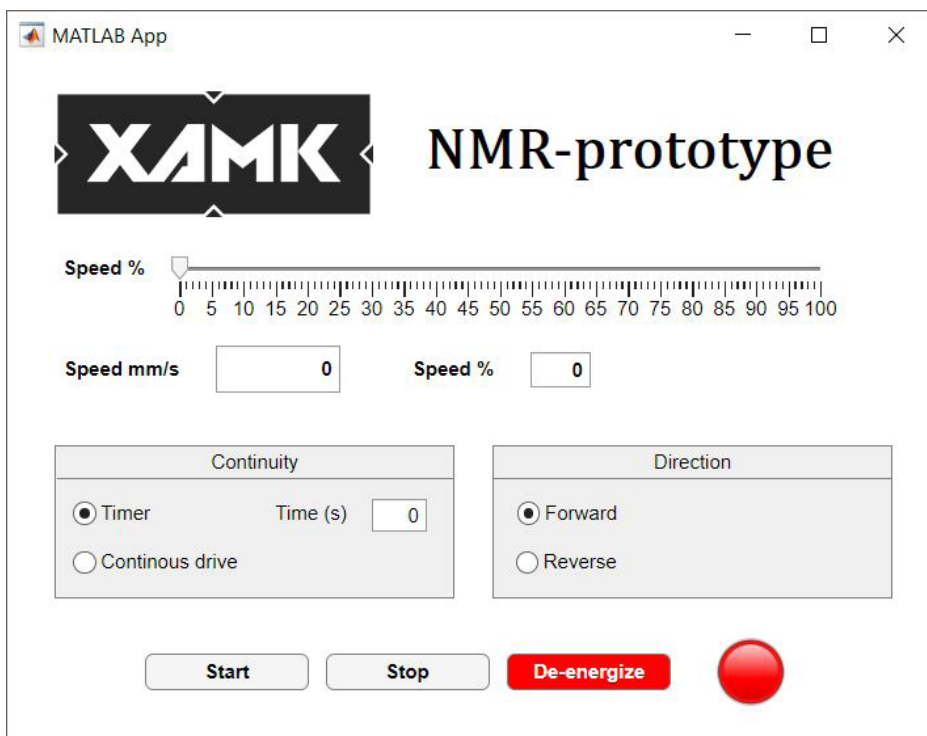 MATLAB App
XAMK
NMR-prototype
Speed %
0 5 10 15 20 25 30 35 40 45 50 55 60 65 70 75 80 85 90 95 100
Speed mm/s 0 Speed % 0
Continuity
Timer Time (s) 0
Continous drive
Direction
Forward
Reverse
Start Stop De-energize